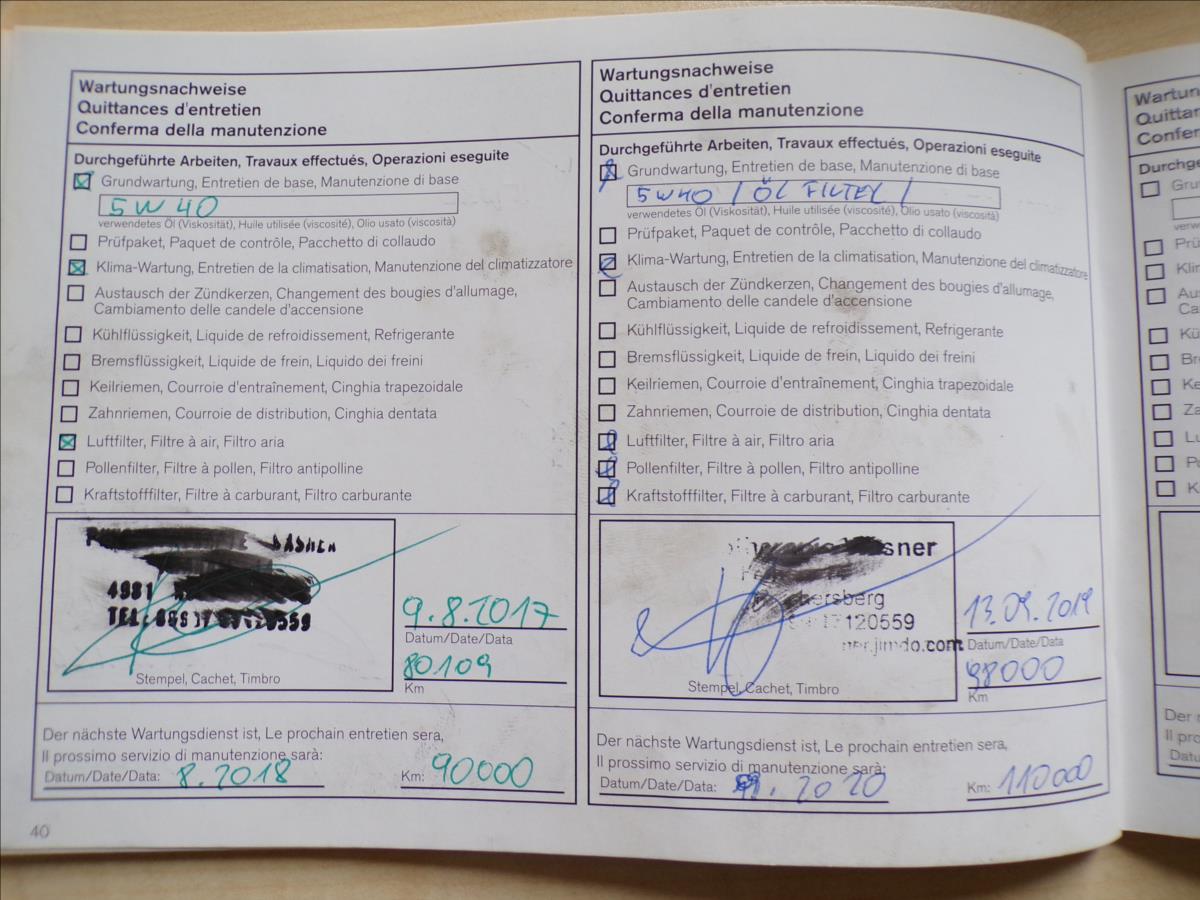 Wartungsnachweise
Quittances d'entretien
Conferma della manutenzione
Durchgeführte Arbeiten, Travaux effectués, Operazioni eseguite
Grundwartung, Entretien de base, Manutenzione di base
5W40
verwendetes Öl (Viskosität), Huile utilisée (viscosité), Olio usato (viscosità)
Prüfpaket, Paquet de contrôle, Pacchetto di collaudo
Klima-Wartung, Entretien de la climatisation, Manutenzione del climatizzatore
Austausch der Zündkerzen, Changement des bougies d'allumage,
Cambiamento delle candele d'accensione
Kühlflüssigkeit, Liquide de refroidissement, Refrigerante
Bremsflüssigkeit, Liquide de frein, Liquido dei freini
Keilriemen, Courroie d'entraînement, Cinghia trapezoidale
Zahnriemen, Courroie de distribution, Cinghia dentata
Luftfilter, Filtre à air, Filtro aria
Pollenfilter, Filtre à pollen, Filtro antipolline
Kraftstofffilter, Filtre à carburant, Filtro carburante
4981
TEL:
Stempel, Cachet, Timbro
9.8.2017
Datum/Date/Data
80109
Km
Der nächste Wartungsdienst ist, Le prochain entretien sera,
Il prossimo servizio di manutenzione sarà:
Datum/Date/Data: 8.2018 Km: 90000
40
Wartungsnachweise
Quittances d'entretien
Conferma della manutenzione
Durchgeführte Arbeiten, Travaux effectués, Operazioni eseguite
Grundwartung, Entretien de base, Manutenzione di base
5W40 / ÖL FILTER /
verwendetes Öl (Viskosität), Huile utilisée (viscosité), Olio usato (viscosità)
Prüfpaket, Paquet de contrôle, Pacchetto di collaudo
Klima-Wartung, Entretien de la climatisation, Manutenzione del climatizzatore
Austausch der Zündkerzen, Changement des bougies d'allumage,
Cambiamento delle candele d'accensione
Kühlflüssigkeit, Liquide de refroidissement, Refrigerante
Bremsflüssigkeit, Liquide de frein, Liquido dei freini
Keilriemen, Courroie d'entraînement, Cinghia trapezoidale
Zahnriemen, Courroie de distribution, Cinghia dentata
Luftfilter, Filtre à air, Filtro aria
Pollenfilter, Filtre à pollen, Filtro antipolline
Kraftstofffilter, Filtre à carburant, Filtro carburante
sner
ersberg
120559
ner.jimdo.com
Stempel, Cachet, Timbro
13.09.2019
Datum/Date/Data
98000
Km
Der nächste Wartungsdienst ist, Le prochain entretien sera,
Il prossimo servizio di manutenzione sarà:
Datum/Date/Data: 2020 Km: 110000